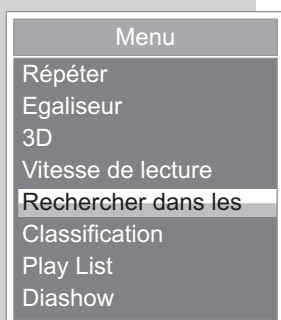 Menu
Répéter
Egaliseur
3D
Vitesse de lecture
Rechercher dans les
Classification
Play List
Diashow